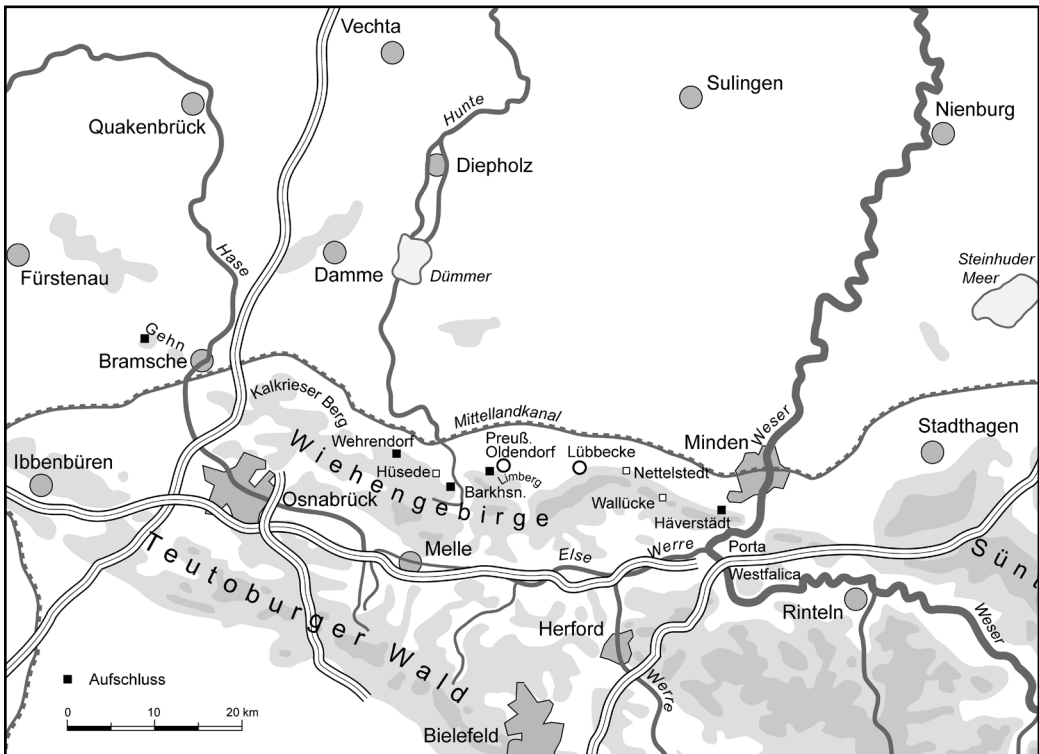 Vechta
Sulingen
Quakenbrück
Hunte
Nienburg
Diepholz
Hase
Fürstenau
Damme
Dümmer
Steinhuder
Meer
Gehn
Bramsche
Kalkrieser Berg
Mittellandkanal
Weser
Stadthagen
Minden
Wehrendorf
Preuß.
Oldendorf
Lübbecke
Ibbenbüren
Wiehengebirge
Hüsede
Limberg
Nettelstedt
Osnabrück
Barkhsn.
Wallücke
Häverstädt
Teutoburger Wald
Melle
Else
Werre
Porta
Westfalica
Sünt
Rinteln
Weser
Herford
Werre
Aufschluss
0 10 20 km
Bielefeld